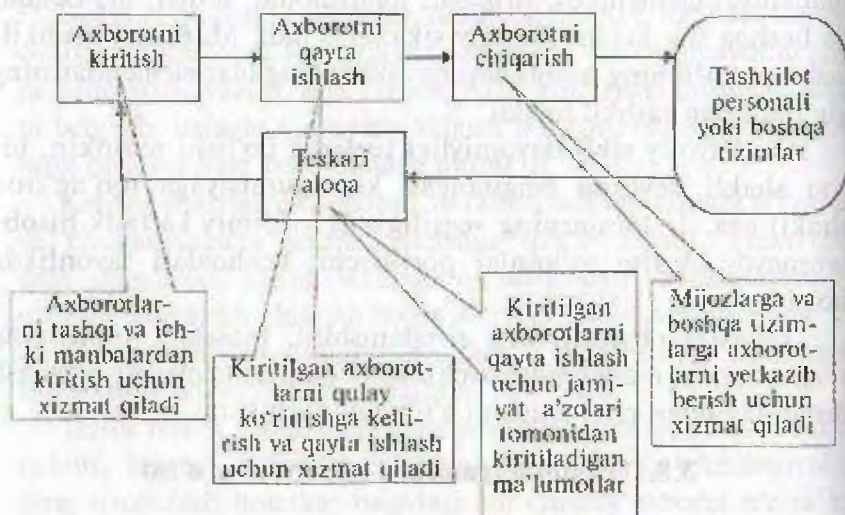 Axborotni
kiritish
Axborotni
qayta
ishlash
Axborotni
chiqarish
Tashkilot
personali
yoki boshqa
tizimlar
Teskari
aloqa
Axborotlar-
ni tashqi va ich-
ki manbalardan
kiritish uchun
xizmat qiladi
Kiritilgan axborot-
larni qulay
ko'rinishga kelti-
rish va qayta ishlash
uchun xizmat qiladi
Kiritilgan
axborotlarni
qayta ishlash
uchun jami-
yat a'zolari
tomonidan
kiritiladigan
ma'lumotlar
Mijozlarga va
boshqa tizim-
larga axborot-
larni yetkazib
berish uchun
xizmat qiladi